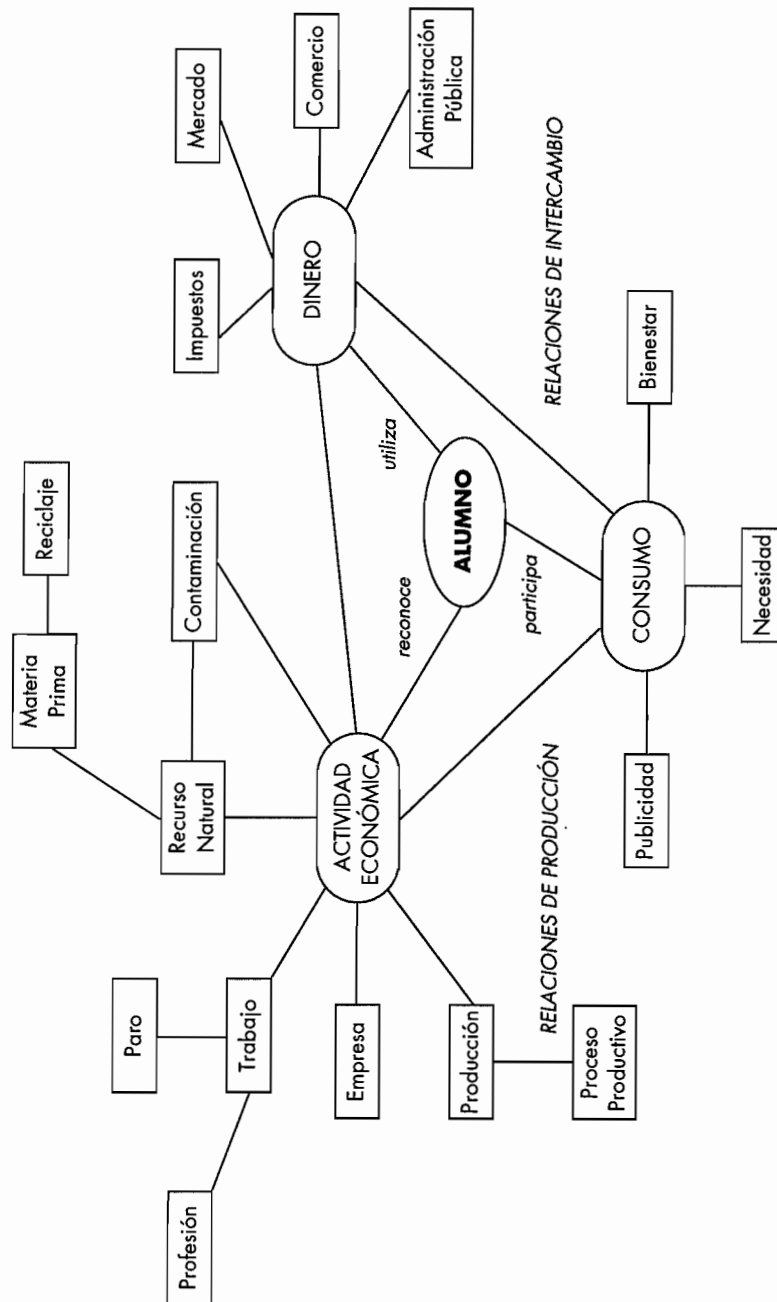 Reciclaje
Materia
Prima
Mercado
Paro
Recurso
Natural
Contaminación
Impuestos
Comercio
Profesión
Trabajo
DINERO
Administración
Pública
Empresa
ACTIVIDAD
ECONÓMICA
reconoce
utiliza
ALUMNO
Producción
participa
RELACIONES DE INTERCAMBIO
RELACIONES DE PRODUCCIÓN
Proceso
Productivo
CONSUMO
Publicidad
Bienestar
Necesidad